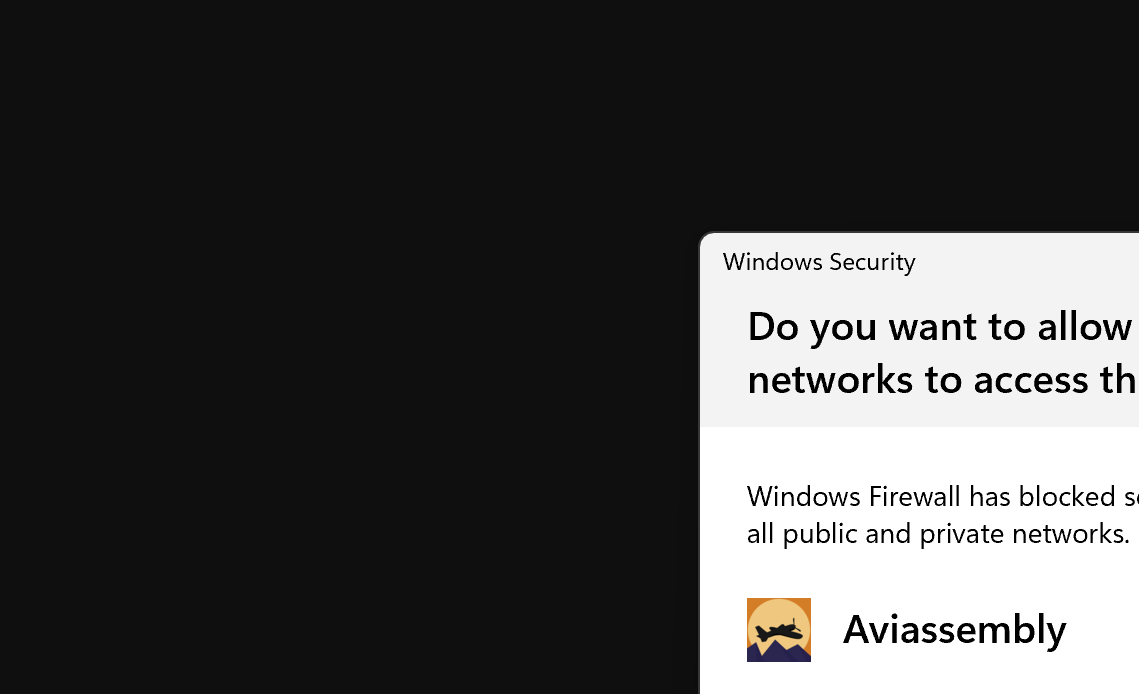 Windows Security
Do you want to allow
networks to access
Windows Firewall has blocked
all public and private networks.
Aviassembly